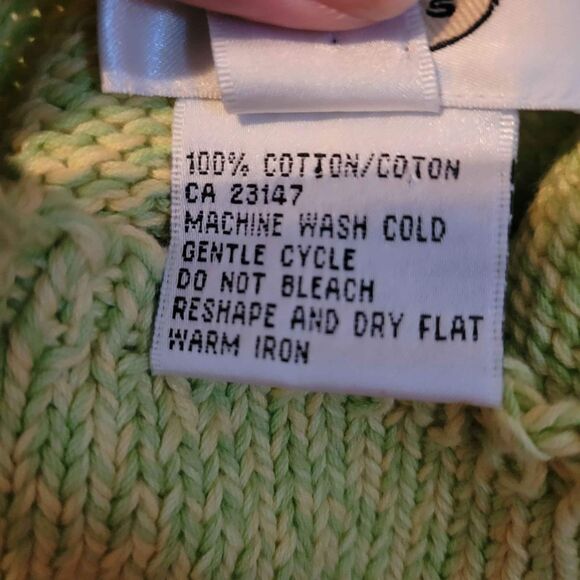 S
100% COTTON/COTON
CA 23147
MACHINE WASH COLD
GENTLE CYCLE
DO NOT BLEACH
RESHAPE AND DRY FLAT
WARM IRON